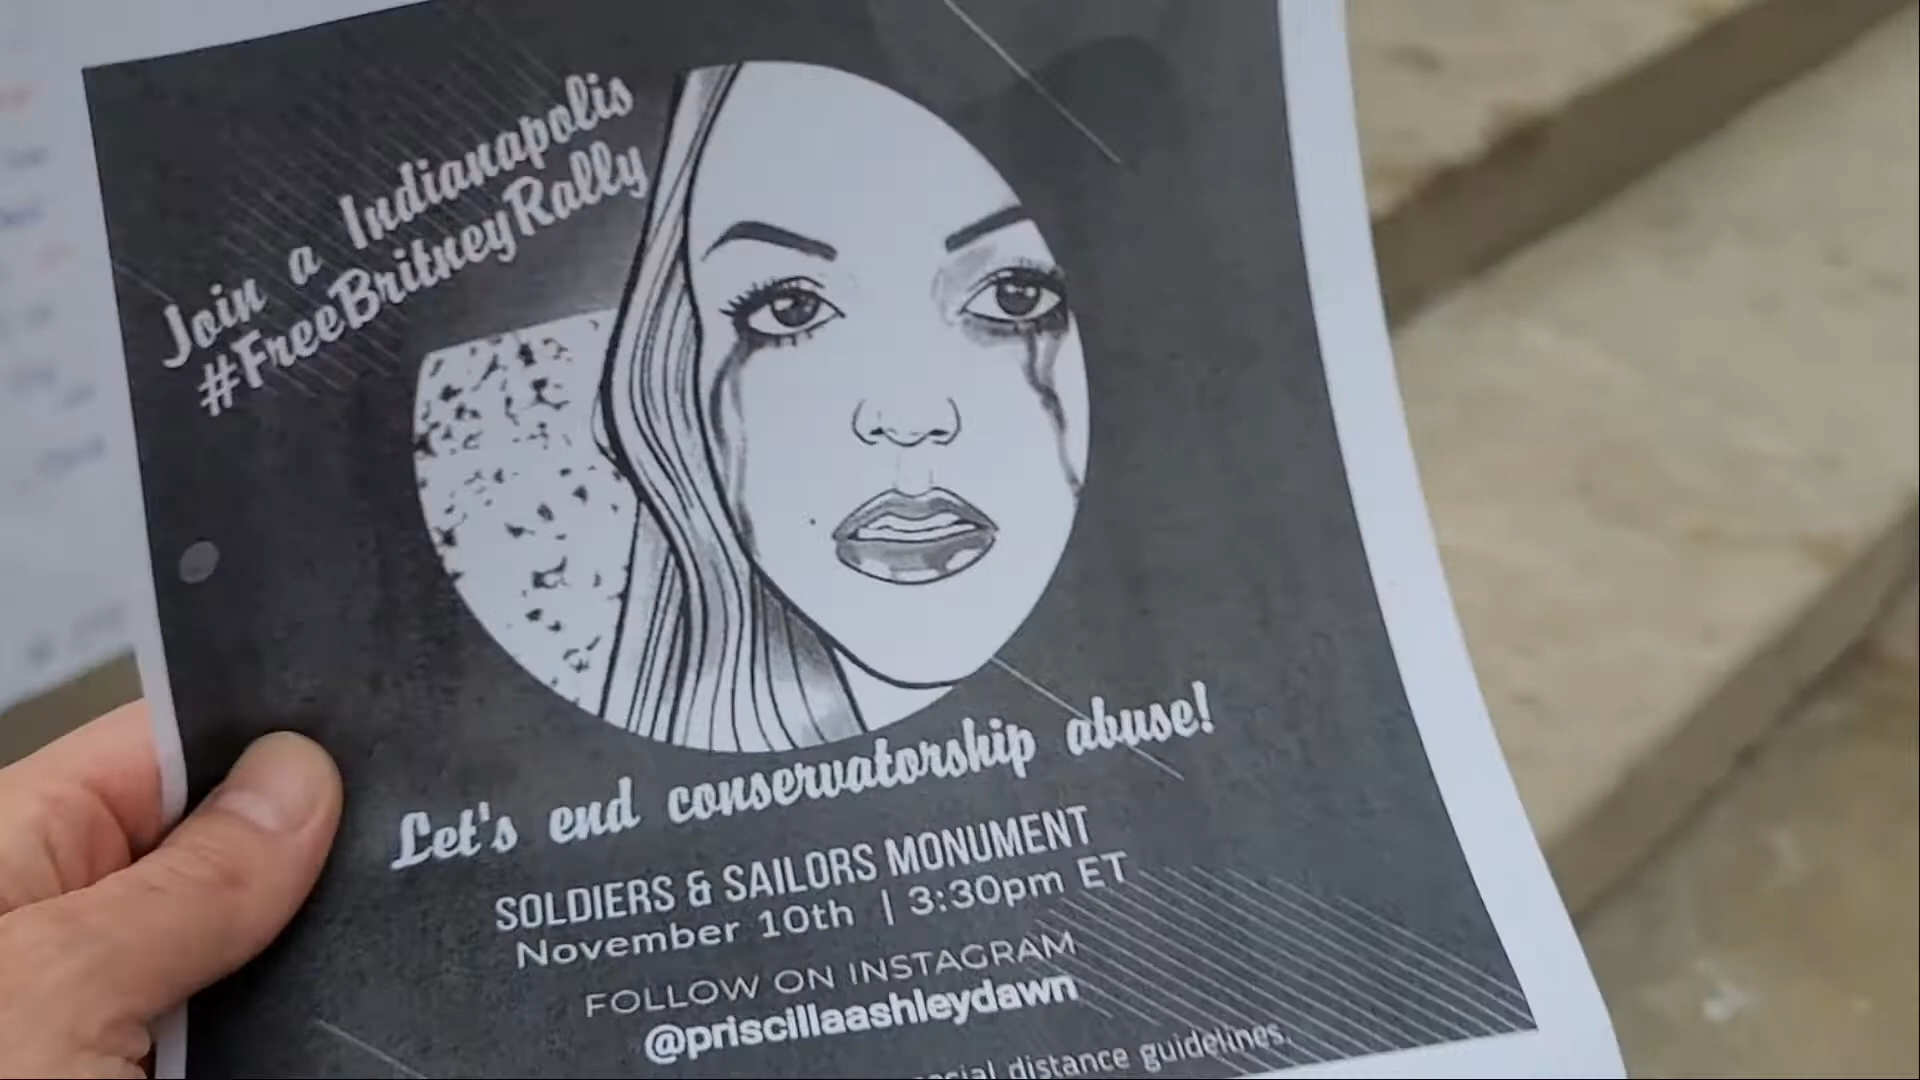 Join a Indianapolis
#FreeBritneyRally
Let's end conservatorship abuse!
SOLDIERS & SAILORS MONUMENT
November 10th | 3:30pm ET
FOLLOW ON INSTAGRAM
@priscillaashleydawn
distance guidelines.